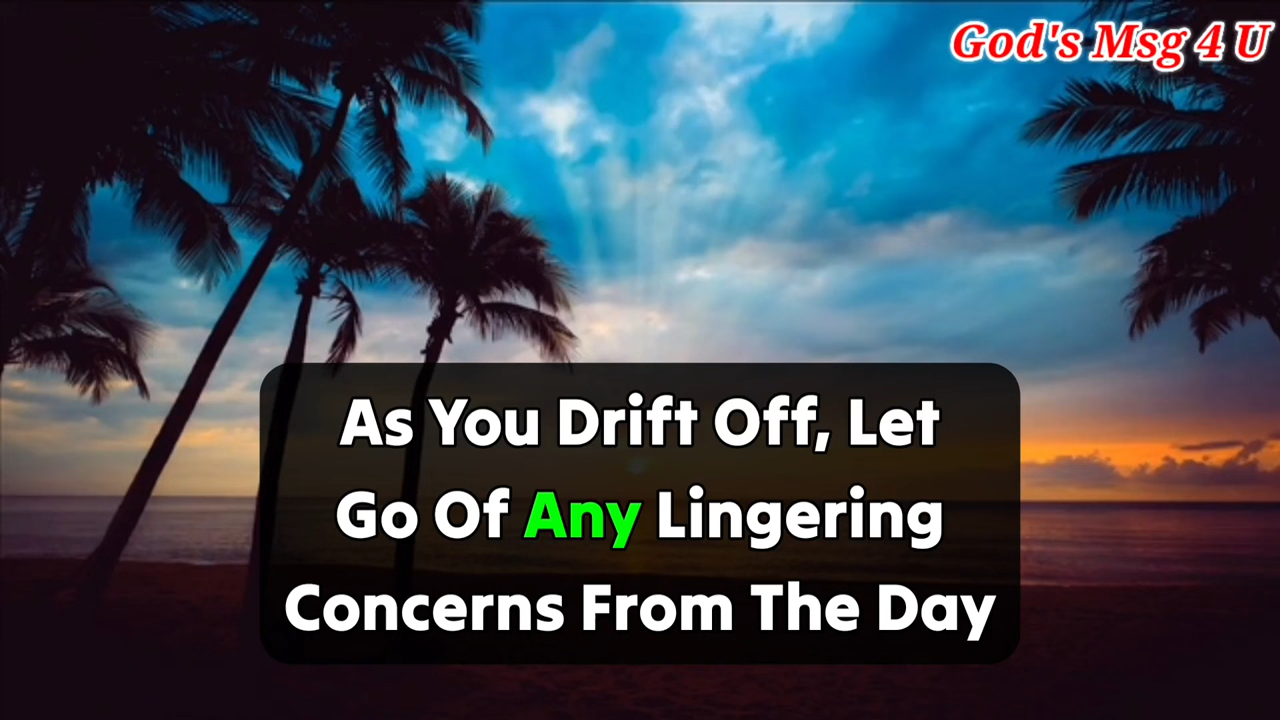 God's Msg 4 U
As You Drift Off, Let
Go Of Any Lingering
Concerns From The Day